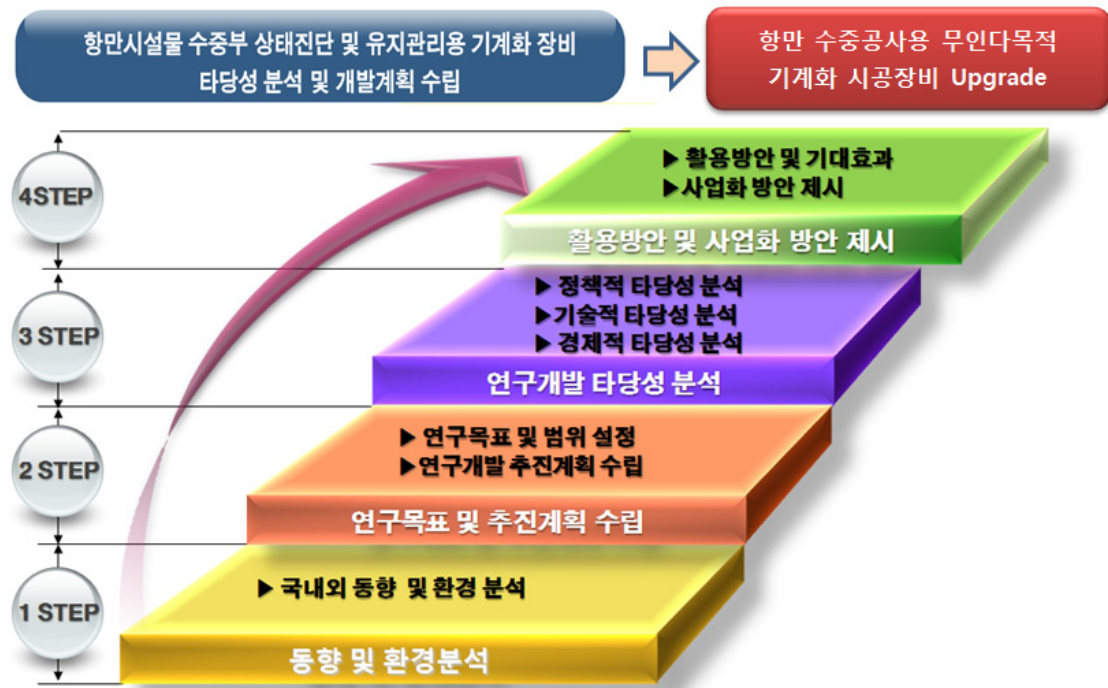 항만시설물 수중부 상태진단 및 유지관리용 기계화 장비
타당성 분석 및 개발계획 수립
항만 수중공사용 무인다목적
기계화 시공장비 Upgrade
4STEP
▶ 활용방안 및 기대효과
▶사업화 방안 제시
활용방안 및 사업화 방안 제시
3 STEP
▶ 정책적 타당성 분석
▶기술적 타당성 분석
▶ 경제적 타당성 분석
연구개발 타당성 분석
2 STEP
▶ 연구목표 및 범위 설정
▶연구개발 추진계획 수립
연구목표 및 추진계획 수립
1 STEP
▶ 국내외 동향 및 환경 분석
동향 및 환경분석